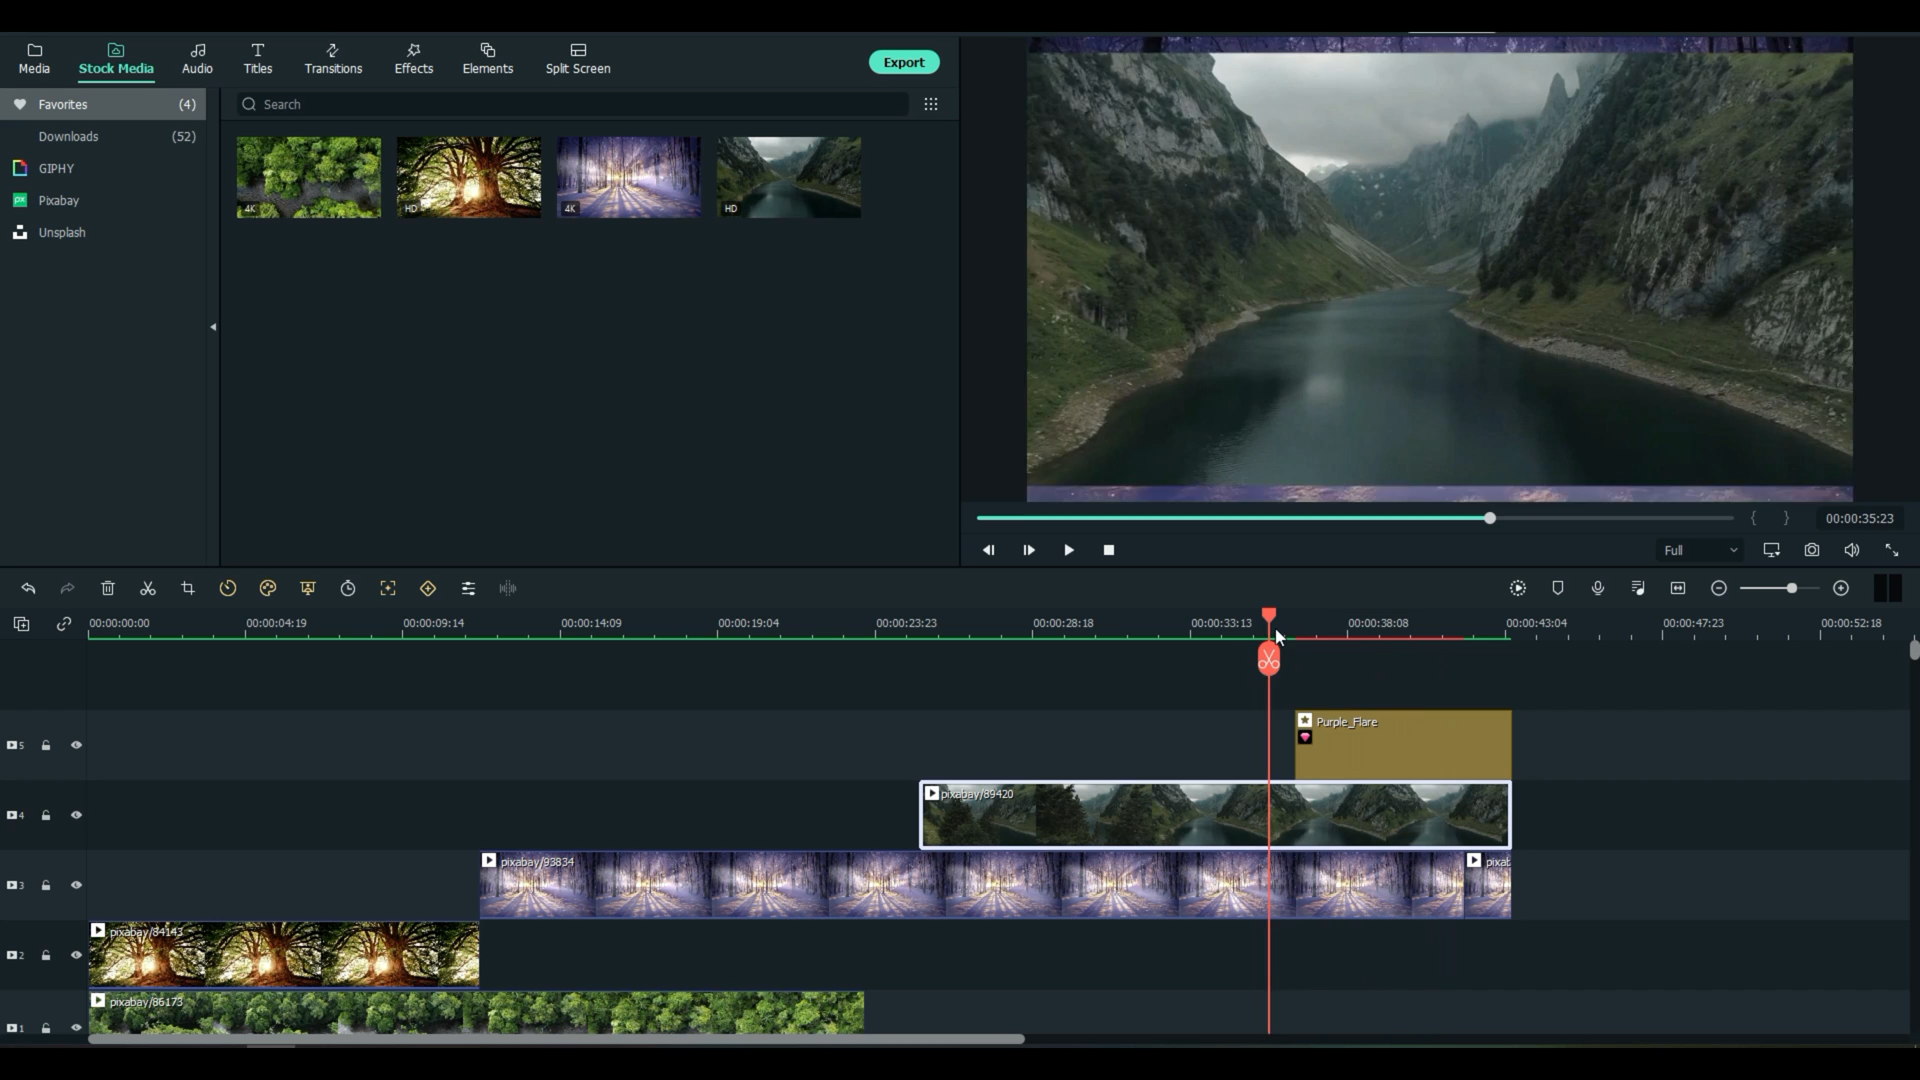 Media
Stock Media
Audio
Titles
Transitions
Effects
Elements
Split Screen
Export
Favorites (4)
Search
Downloads (52)
GIPHY
px Pixabay
Unsplash
4K
HD
4K
HD
00:00:35:23
Full
00:00:00:00
00:00:04:19
00:00:09:14
00:00:14:09
00:00:19:04
00:00:23:23
00:00:28:18
00:00:33:13
00:00:38:08
00:00:43:04
00:00:47:23
00:00:52:18
5
Purple_Flare
4
pixabay/89420
3
pixabay/93834
pixab
2
pixabay/84143
1
pixabay/86173